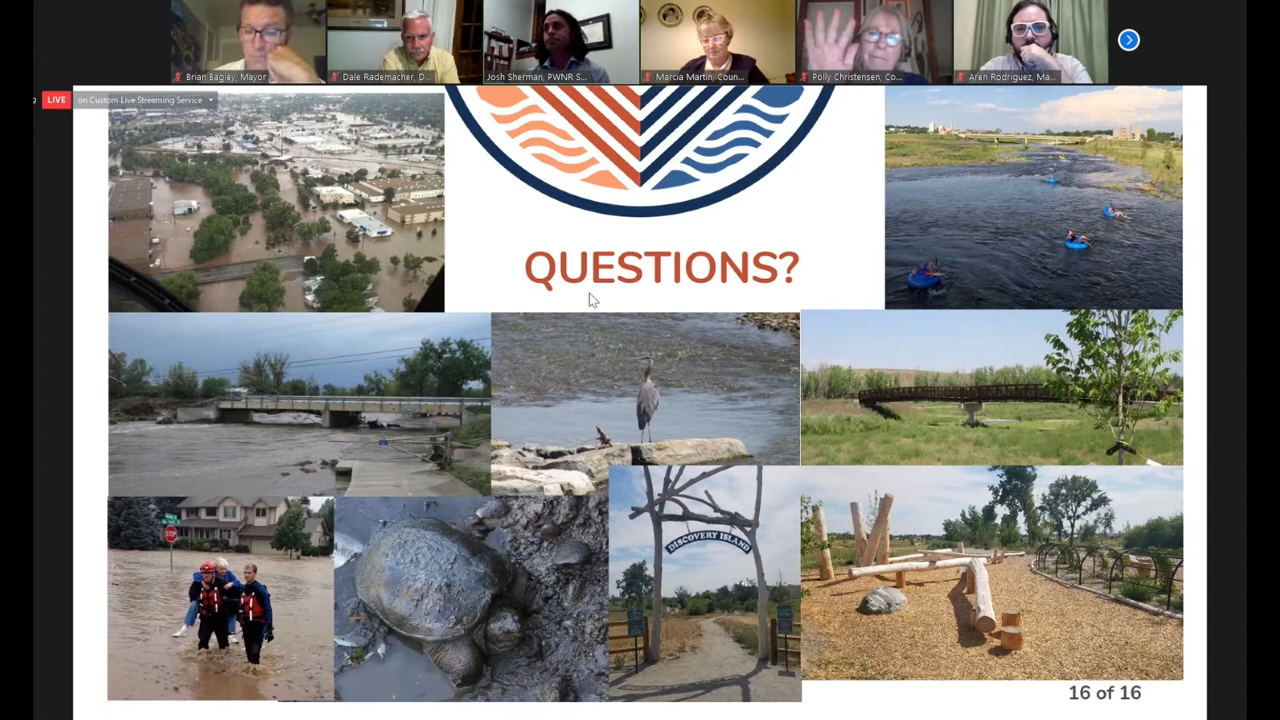 Brian Bagley, Mayor
Dale Rademacher, D...
Josh Sherman, PWNR S...
Marcia Martin, Coun...
Polly Christensen, Co...
Aren Rodriguez, Ma...
LIVE
on Custom Live Streaming Service
QUESTIONS?
STOP
DISCOVERY ISLAND
16 of 16